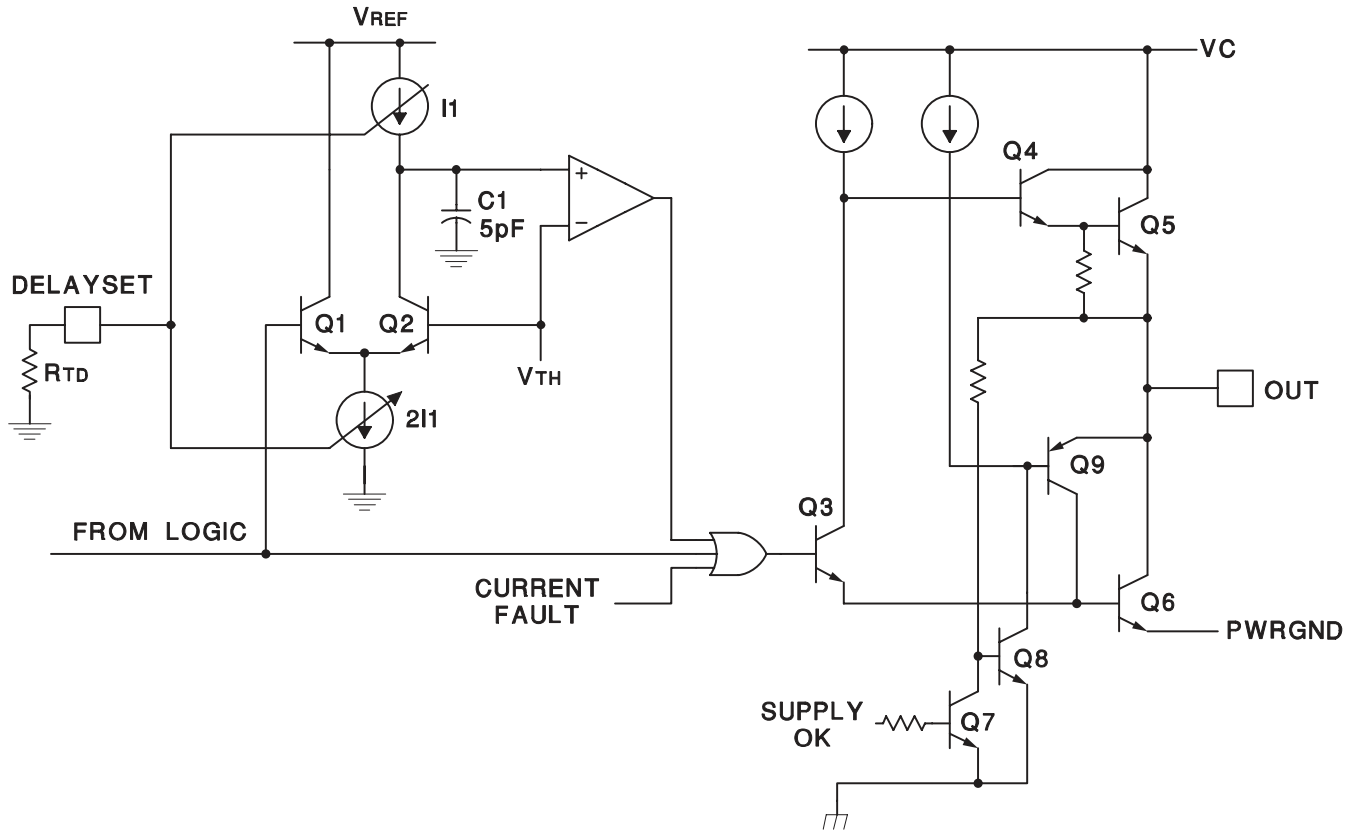 VREF
VC
I1
Q4
C1
5pF
+
−
Q5
DELAYSET
Q1
Q2
RTD
VTH
OUT
2I1
Q9
Q3
FROM LOGIC
CURRENT
FAULT
Q6
PWRGND
Q8
SUPPLY
OK
Q7